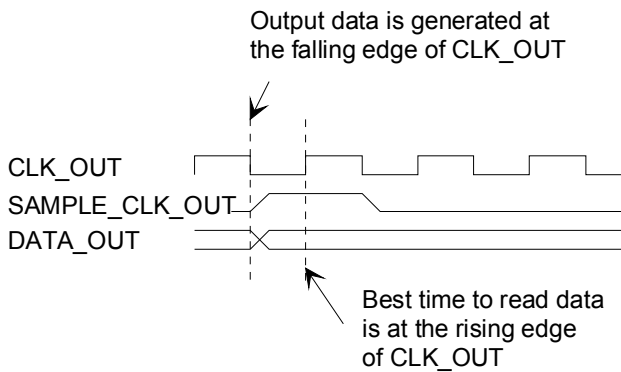 Output data is generated at
the falling edge of CLK_OUT
CLK_OUT
SAMPLE_CLK_OUT
DATA_OUT
Best time to read data
is at the rising edge
of CLK_OUT